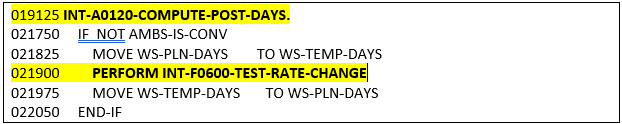 019125 INT-A0120-COMPUTE-POST-DAYS.
021750 IF NOT AMBS-IS-CONV
021825 MOVE WS-PLN-DAYS TO WS-TEMP-DAYS
021900 PERFORM INT-F0600-TEST-RATE-CHANGE
021975 MOVE WS-TEMP-DAYS TO WS-PLN-DAYS
022050 END-IF